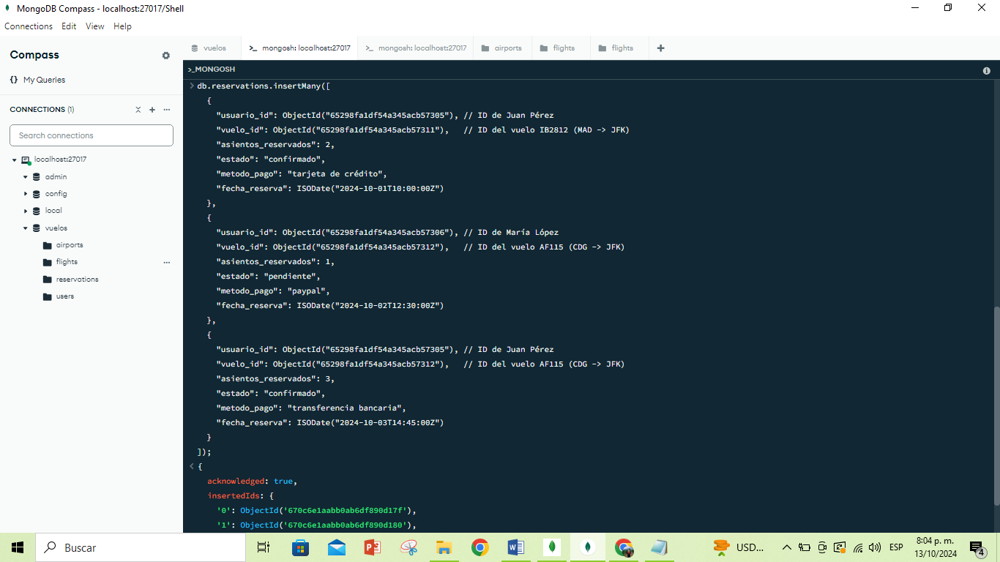 MongoDB Compass - localhost:27017/Shell
Connections Edit View Help
Compass
{} My Queries
CONNECTIONS (1)
Search connections
localhost:27017
admin
config
local
vuelos
airports
flights
reservations
users
vuelos
>_ mongosh: localhost:27017
>_ mongosh: localhost:27017
airports
flights
flights
>_MONGOSH
> db.reservations.insertMany([
{
"usuario_id": ObjectId("65298fa1df54a345acb57305"), // ID de Juan Pérez
"vuelo_id": ObjectId("65298fa1df54a345acb57311"), // ID del vuelo IB2812 (MAD -> JFK)
"asientos_reservados": 2,
"estado": "confirmado",
"metodo_pago": "tarjeta de crédito",
"fecha_reserva": ISODate("2024-10-01T10:00:00Z")
},
{
"usuario_id": ObjectId("65298fa1df54a345acb57306"), // ID de María López
"vuelo_id": ObjectId("65298fa1df54a345acb57312"), // ID del vuelo AF115 (CDG -> JFK)
"asientos_reservados": 1,
"estado": "pendiente",
"metodo_pago": "paypal",
"fecha_reserva": ISODate("2024-10-02T12:30:00Z")
},
{
"usuario_id": ObjectId("65298fa1df54a345acb57305"), // ID de Juan Pérez
"vuelo_id": ObjectId("65298fa1df54a345acb57312"), // ID del vuelo AF115 (CDG -> JFK)
"asientos_reservados": 3,
"estado": "confirmado",
"metodo_pago": "transferencia bancaria",
"fecha_reserva": ISODate("2024-10-03T14:45:00Z")
}
]);
< {
acknowledged: true,
insertedIds: {
'0': ObjectId('670c6e1aabb0ab6df890d17f'),
'1': ObjectId('670c6e1aabb0ab6df890d180'),
Buscar
USD...
ESP
8:04 p. m.
13/10/2024
4